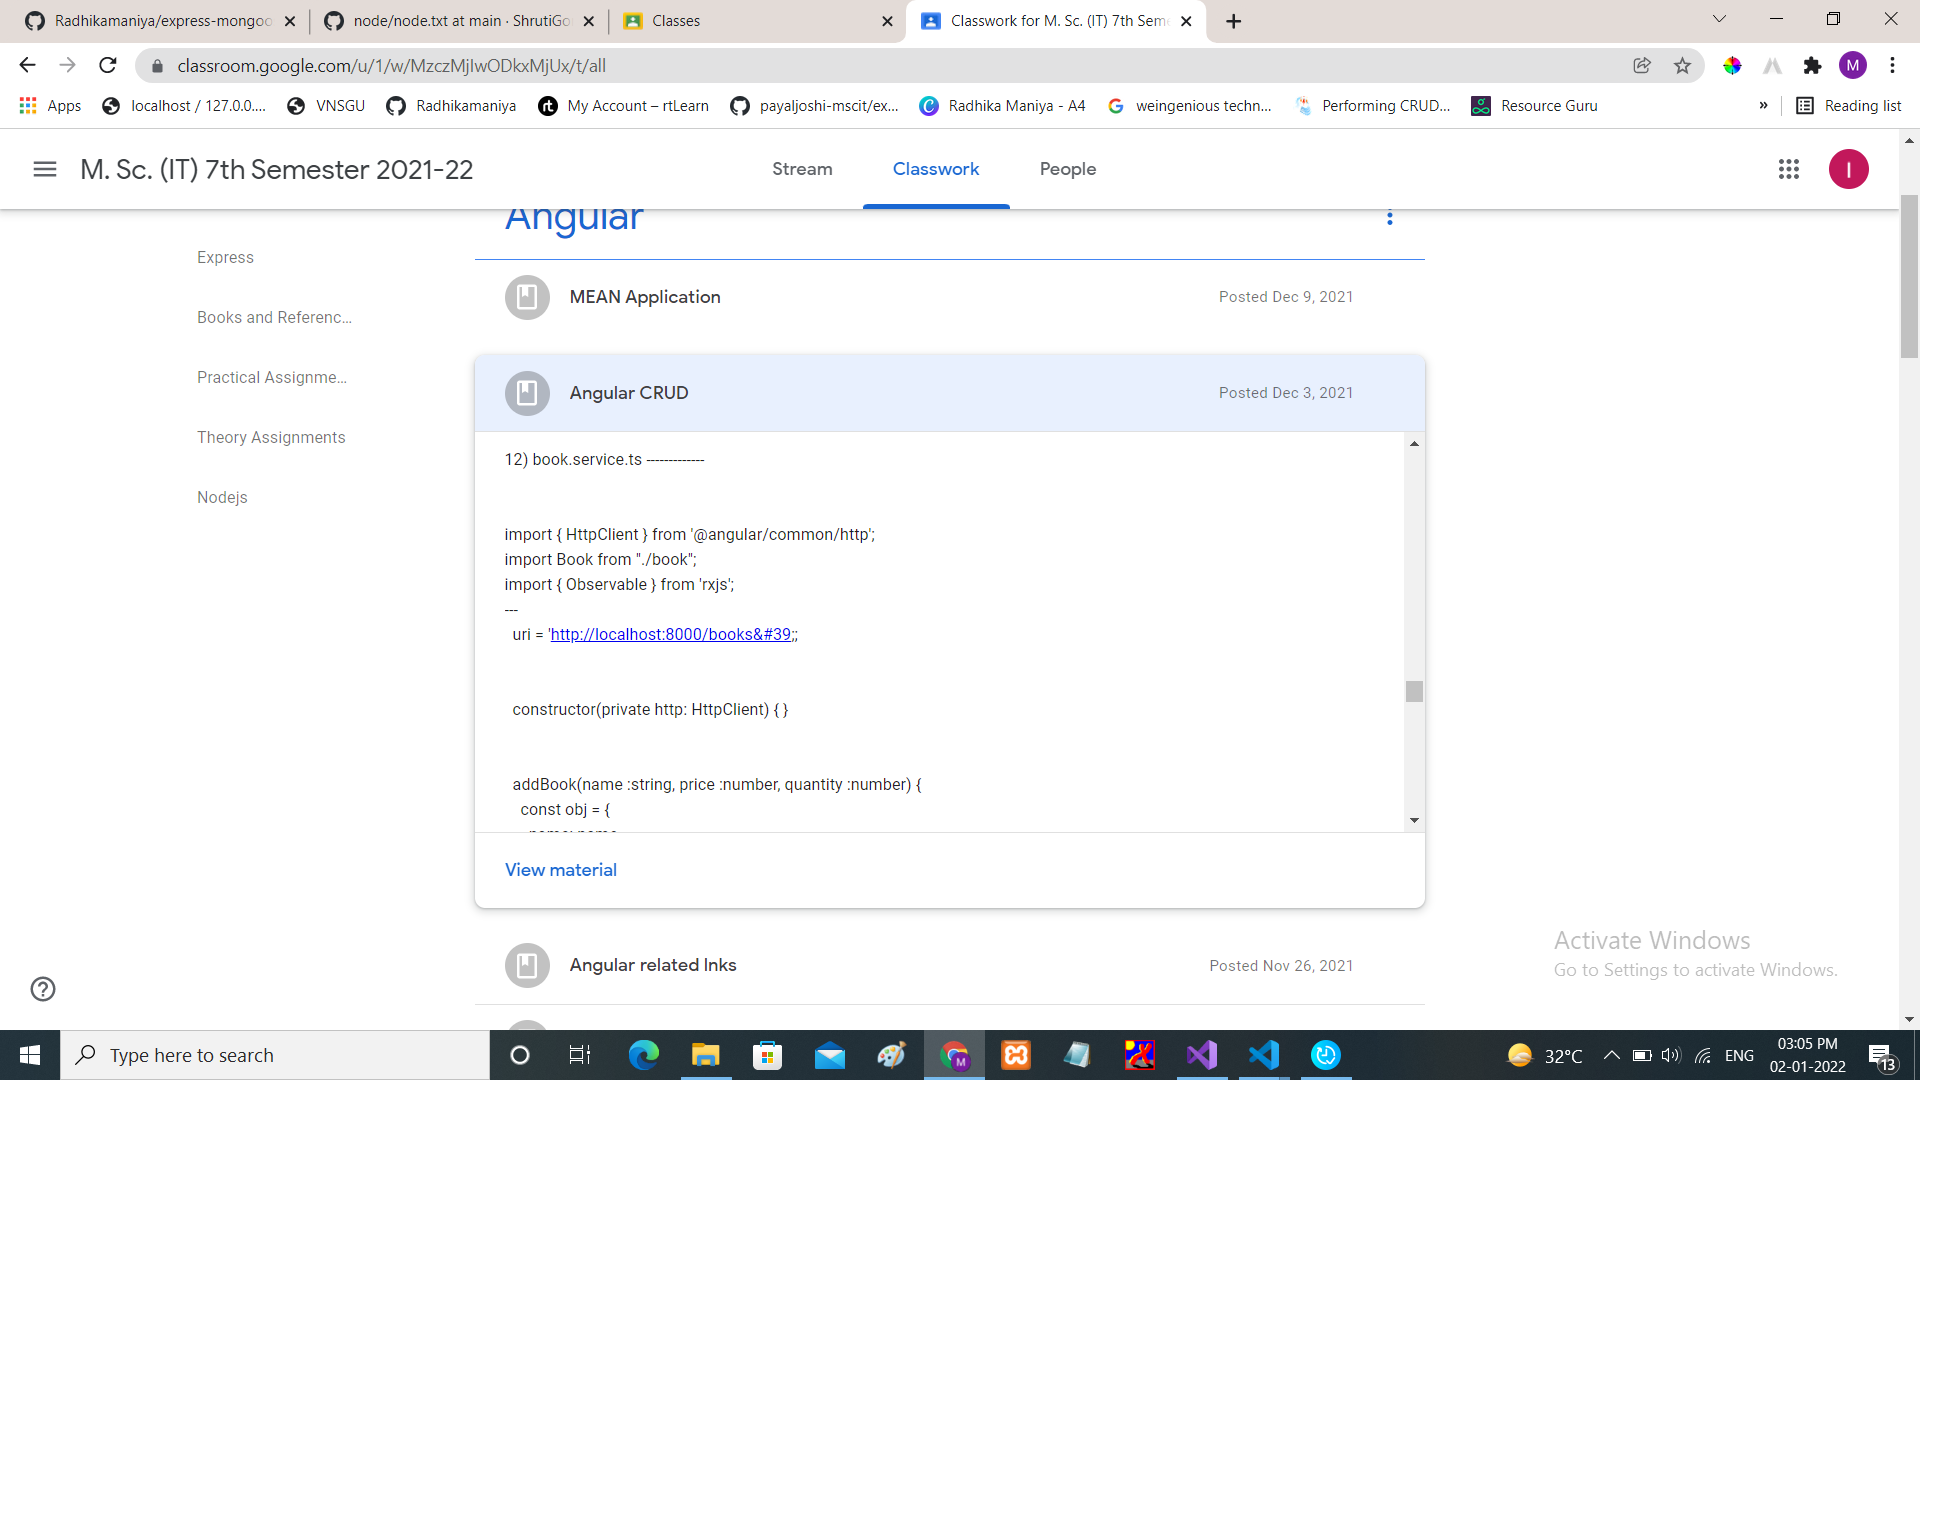 Radhikamaniya/express-mongoo
node/node.txt at main · ShrutiGo
Classes
Classwork for M. Sc. (IT) 7th Sem
classroom.google.com/u/1/w/MzczMjIwODkxMjUx/t/all
M
Apps
localhost / 127.0.0....
VNSGU
Radhikamaniya
rt
My Account – rtLearn
payaljoshi-mscit/ex...
Radhika Maniya - A4
weingenious techn...
Performing CRUD...
Resource Guru
»
Reading list
M. Sc. (IT) 7th Semester 2021-22
Stream
Classwork
People
I
Angular
Express
Books and Referenc...
Practical Assignme...
Theory Assignments
Nodejs
MEAN Application
Posted Dec 9, 2021
Angular CRUD
Posted Dec 3, 2021
12) book.service.ts -------------
import { HttpClient } from '@angular/common/http';
import Book from "./book";
import { Observable } from 'rxjs';
---
uri = 'http://localhost:8000/books&#39;;
constructor(private http: HttpClient) { }
addBook(name :string, price :number, quantity :number) {
const obj = {
View material
Angular related lnks
Posted Nov 26, 2021
Activate Windows
Go to Settings to activate Windows.
Type here to search
M
32°C
ENG
03:05 PM
02-01-2022
13